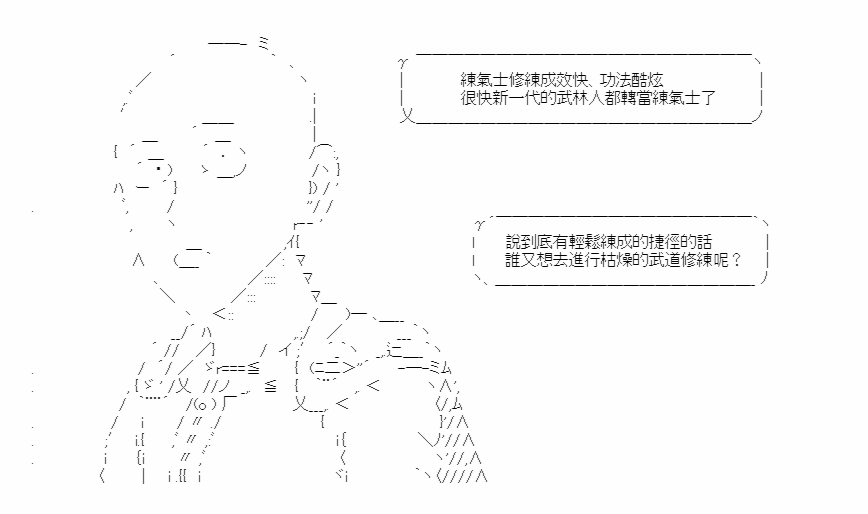 練氣士修練成效快、功法酷炫
很快新一代的武林人都轉當練氣士了
說到底有輕鬆練成的捷徑的話
誰又想去進行枯燥的武道修練呢？